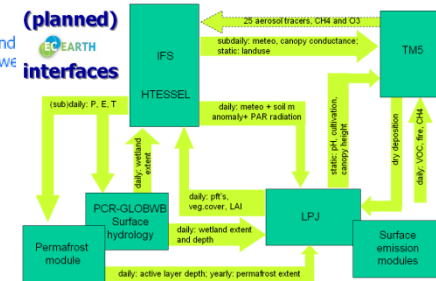 (planned)
nd
we
EC EARTH
interfaces
25 aerosol tracers, CH4 and O3
IFS
HTESSEL
subdaily: meteo, canopy conductance;
static: landuse
TM5
(sub)daily: P, E, T
daily: meteo + soil m
anomaly+ PAR radiation
daily: wetland
extent
static: pH, cultivation,
canopy height
dry deposition
daily: VOC, fire, CH4
daily: pft's,
veg.cover, LAI
PCR-GLOBWB
Surface
hydrology
LPJ
daily: wetland extent
and depth
Permafrost
module
Surface
emission
modules
daily: active layer depth; yearly: permafrost extent